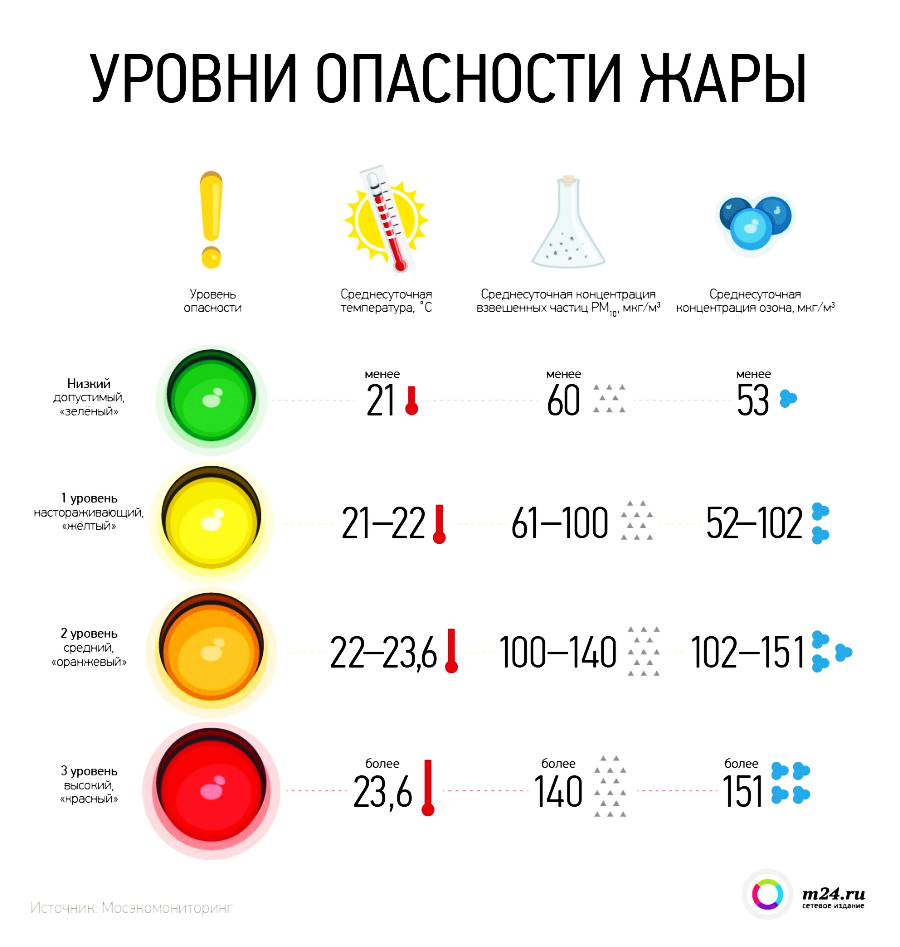 УРОВНИ ОПАСНОСТИ ЖАРЫ
Уровень
опасности
Среднесуточная
температура, °С
Среднесуточная концентрация
взвешенных частиц PM10, мкг/м³
Среднесуточная
концентрация озона, мкг/м³
Низкий
допустимый,
«зелёный»
менее
21
менее
60
менее
53
1 уровень
настораживающий,
«жёлтый»
21–22
61–100
52–102
2 уровень
средний,
«оранжевый»
22–23,6
100–140
102–151
3 уровень
высокий,
«красный»
более
23,6
более
140
более
151
Источник: Мосэкомониторинг
m24.ru
сетевое издание